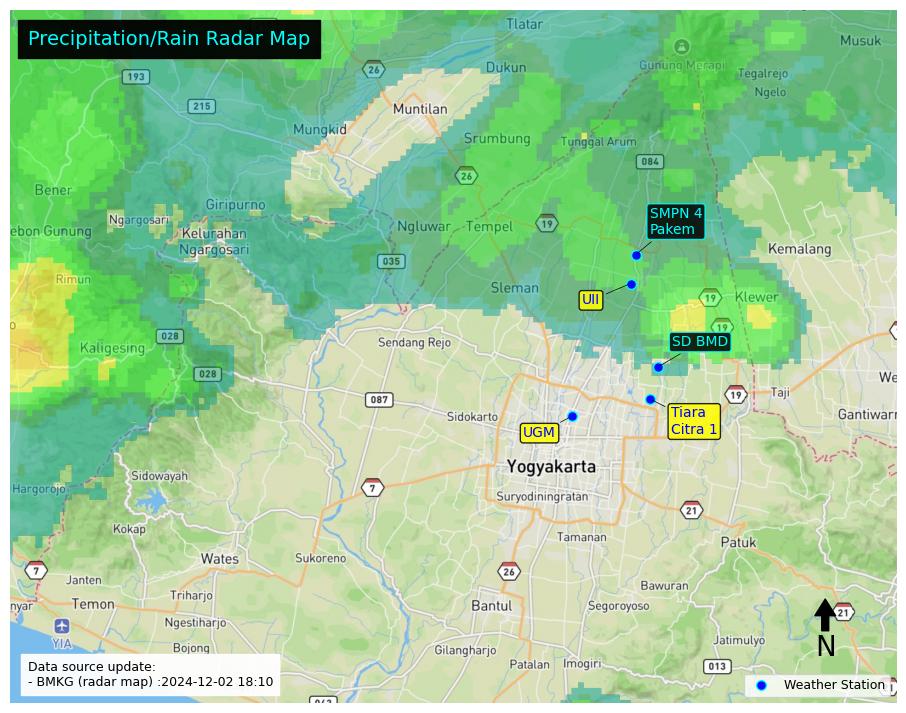 Precipitation/Rain Radar Map
Tlatar
Musuk
26
Dukun
Gunung Merapi
Tegalrejo
193
Ngelo
215
Muntilan
Mungkid
Srumbung
Tunggal Arum
084
26
Bener
Giripurno
SMPN 4
Pakem
Ngargosari
Ngluwar
Tempel
19
ebon Gunung
Kelurahan
Ngargosari
Kemalang
035
Rimun
Sleman
UII
19
Klewer
19
028
Sendang Rejo
SD BMD
Kaligesing
028
087
19
Taji
We
Sidokarto
Tiara
Citra 1
Gantiwarn
UGM
Yogyakarta
Sidowayah
Hargorojo
7
Suryodiningratan
21
Kokap
Tamanan
Patuk
Wates
Sukoreno
7
26
Janten
Bawuran
Triharjo
nyar
Temon
Bantul
Segoroyoso
21
Ngestiharjo
YIA
Jatimulyo
N
Bojong
Gilangharjo
Data source update:
- BMKG (radar map) :2024-12-02 18:10
Patalan
Imogiri
013
Weather Station